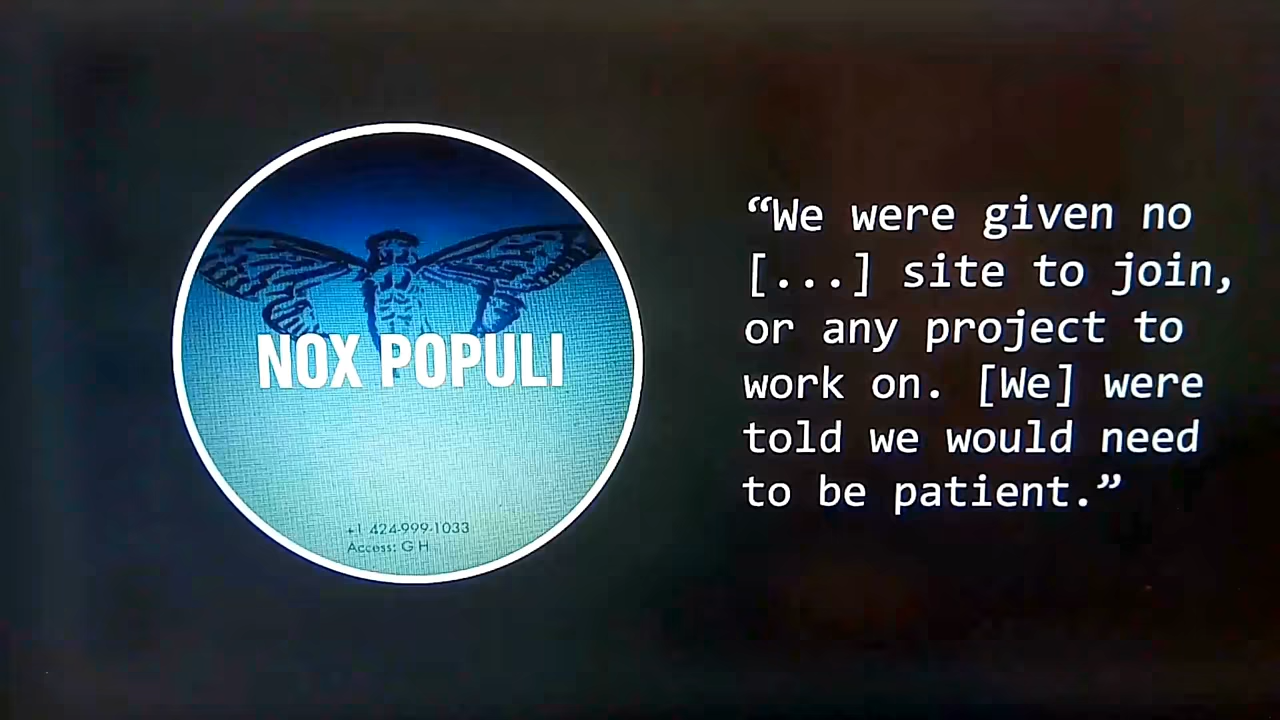 NOX POPULI
+1 424-999-1033
Access: G H
“We were given no
[...] site to join,
or any project to
work on. [We] were
told we would need
to be patient.”